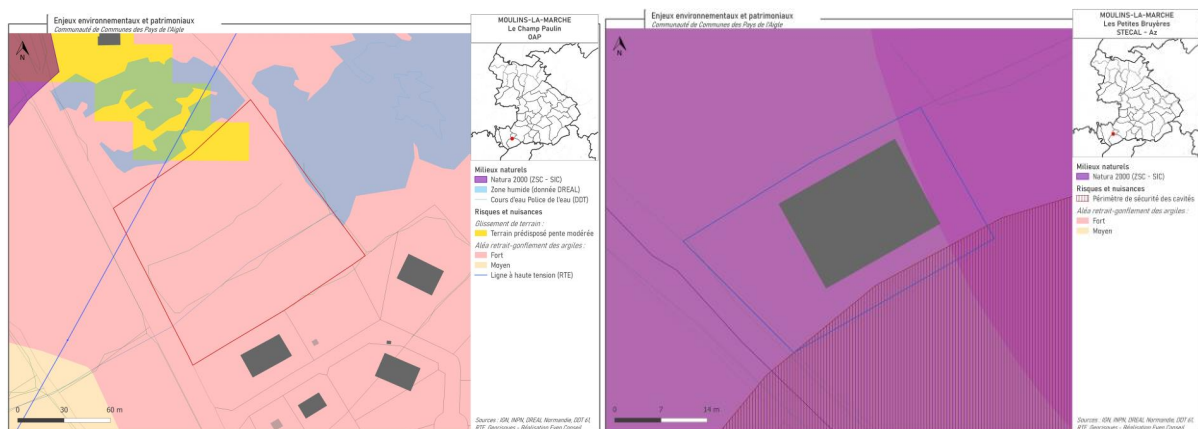 Enjeux environnementaux et patrimoniaux
Communauté de Communes des Pays de l'Aigle
N
0 30 60 m
MOULINS-LA-MARCHE
Le Champ Paulin
OAP
Milieux naturels
Natura 2000 (ZSC - SIC)
Zone humide (donnée DREAL)
Cours d'eau Police de l'eau (DDT)
Risques et nuisances
Glissement de terrain :
Terrain prédisposé pente modérée
Aléa retrait-gonflement des argiles :
Fort
Moyen
Ligne à haute tension (RTE)
Sources : IGN, INPN, DREAL Normandie, DDT 61,
RTE, Georisques - Réalisation Even Conseil
Enjeux environnementaux et patrimoniaux
Communauté de Communes des Pays de l'Aigle
N
0 7 14 m
MOULINS-LA-MARCHE
Les Petites Bruyères
STECAL - Az
Milieux naturels
Natura 2000 (ZSC - SIC)
Risques et nuisances
Périmètre de sécurité des cavités
Aléa retrait-gonflement des argiles :
Fort
Moyen
Sources : IGN, INPN, DREAL Normandie, DDT 61,
RTE, Georisques - Réalisation Even Conseil